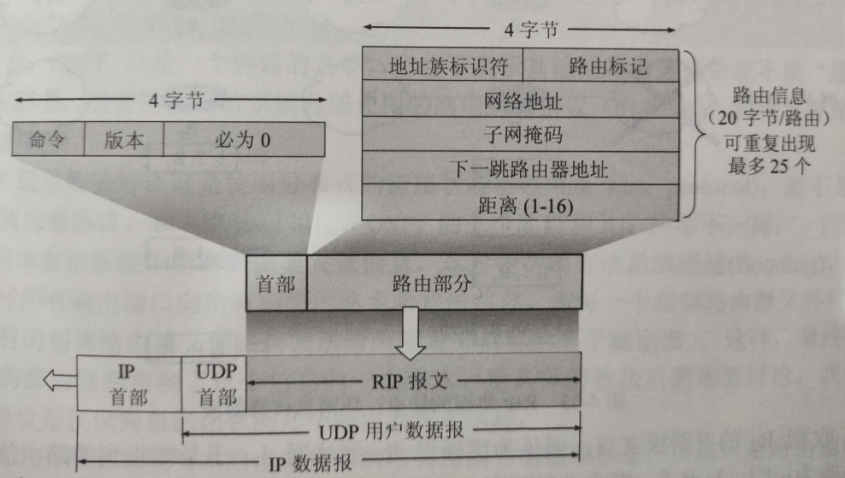 4 字节
地址族标识符 路由标记
网络地址
子网掩码
下一跳路由器地址
距离 (1-16)
路由信息
(20 字节/路由)
可重复出现
最多 25 个
4 字节
命令 版本 必为 0
首部 路由部分
IP
首部
UDP
首部
RIP 报文
UDP 用户数据报
IP 数据报